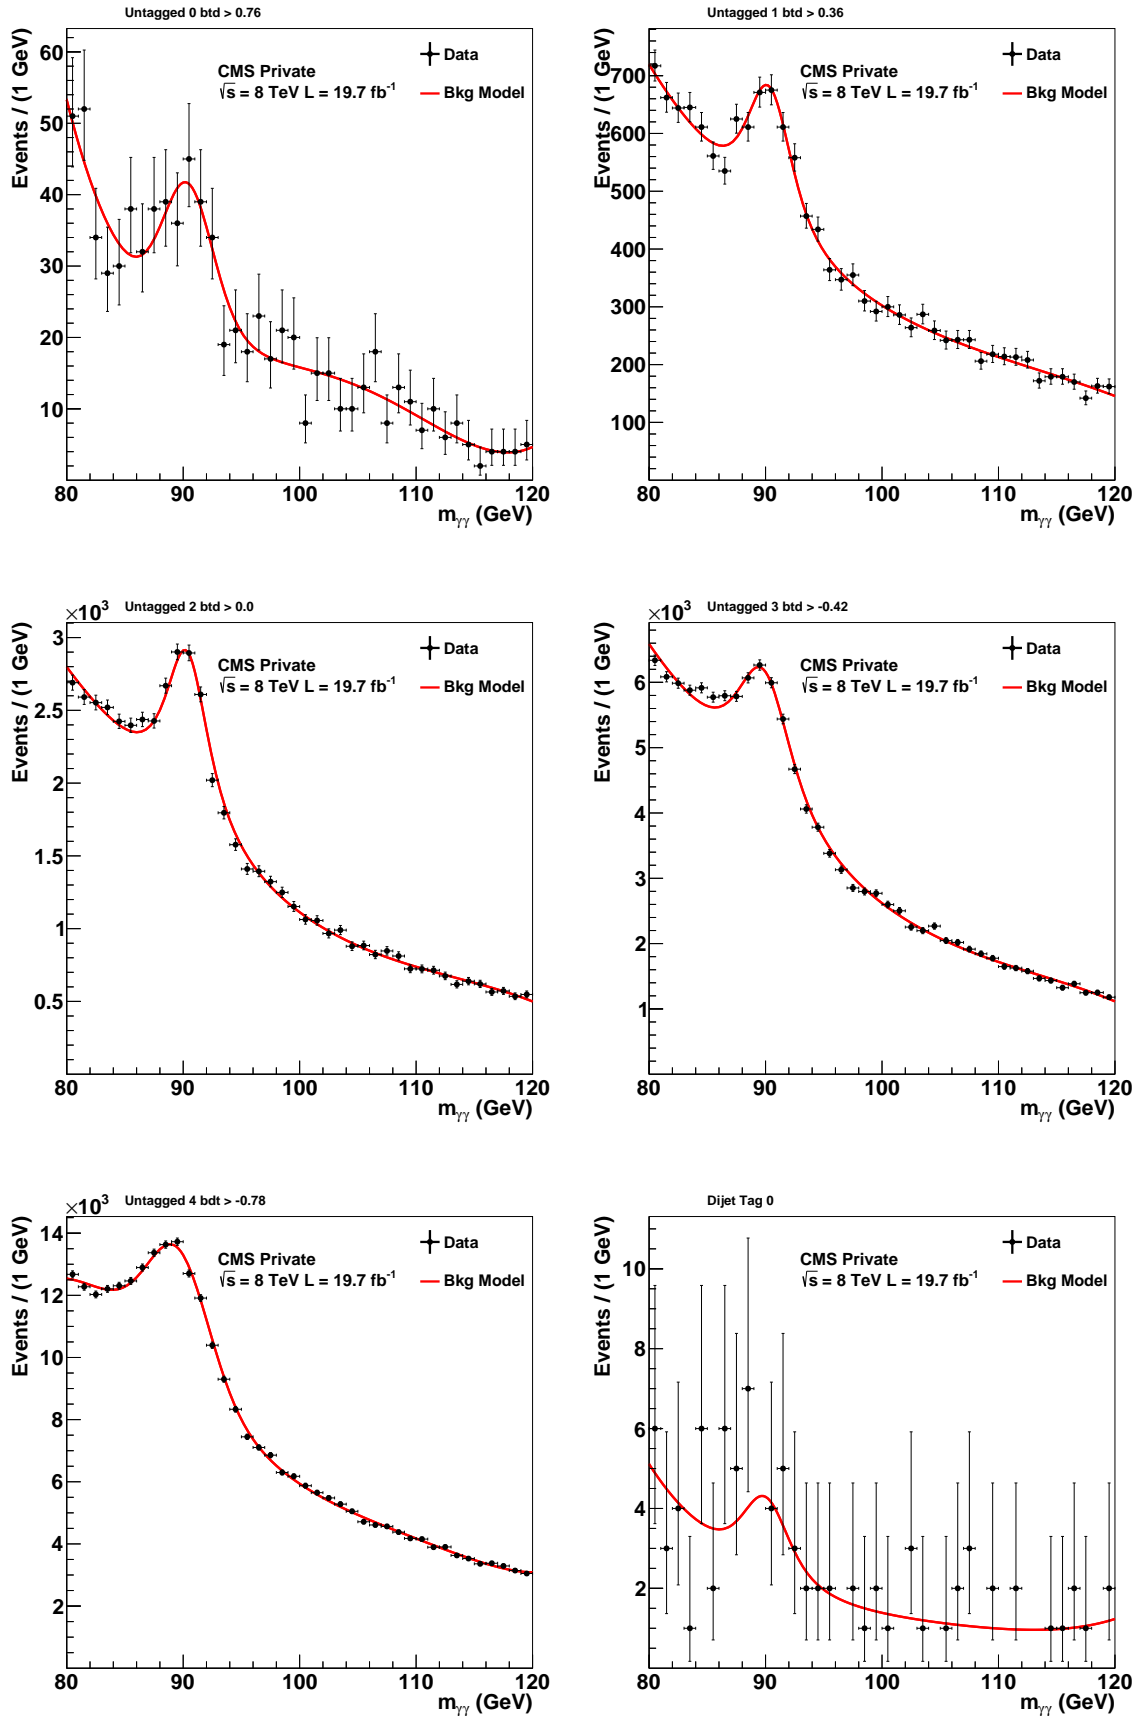 Untagged 0 btd > 0.76
Events / (1 GeV)
60
50
40
30
20
10
CMS Private
√s = 8 TeV L = 19.7 fb⁻¹
Data
Bkg Model
80 90 100 110 120
m_γγ (GeV)
Untagged 1 btd > 0.36
Events / (1 GeV)
700
600
500
400
300
200
100
CMS Private
√s = 8 TeV L = 19.7 fb⁻¹
Data
Bkg Model
80 90 100 110 120
m_γγ (GeV)
×10³ Untagged 2 btd > 0.0
Events / (1 GeV)
3
2.5
2
1.5
1
0.5
CMS Private
√s = 8 TeV L = 19.7 fb⁻¹
Data
Bkg Model
80 90 100 110 120
m_γγ (GeV)
×10³ Untagged 3 btd > -0.42
Events / (1 GeV)
6
5
4
3
2
1
CMS Private
√s = 8 TeV L = 19.7 fb⁻¹
Data
Bkg Model
80 90 100 110 120
m_γγ (GeV)
×10³ Untagged 4 bdt > -0.78
Events / (1 GeV)
14
12
10
8
6
4
2
CMS Private
√s = 8 TeV L = 19.7 fb⁻¹
Data
Bkg Model
80 90 100 110 120
m_γγ (GeV)
Dijet Tag 0
Events / (1 GeV)
10
8
6
4
2
CMS Private
√s = 8 TeV L = 19.7 fb⁻¹
Data
Bkg Model
80 90 100 110 120
m_γγ (GeV)